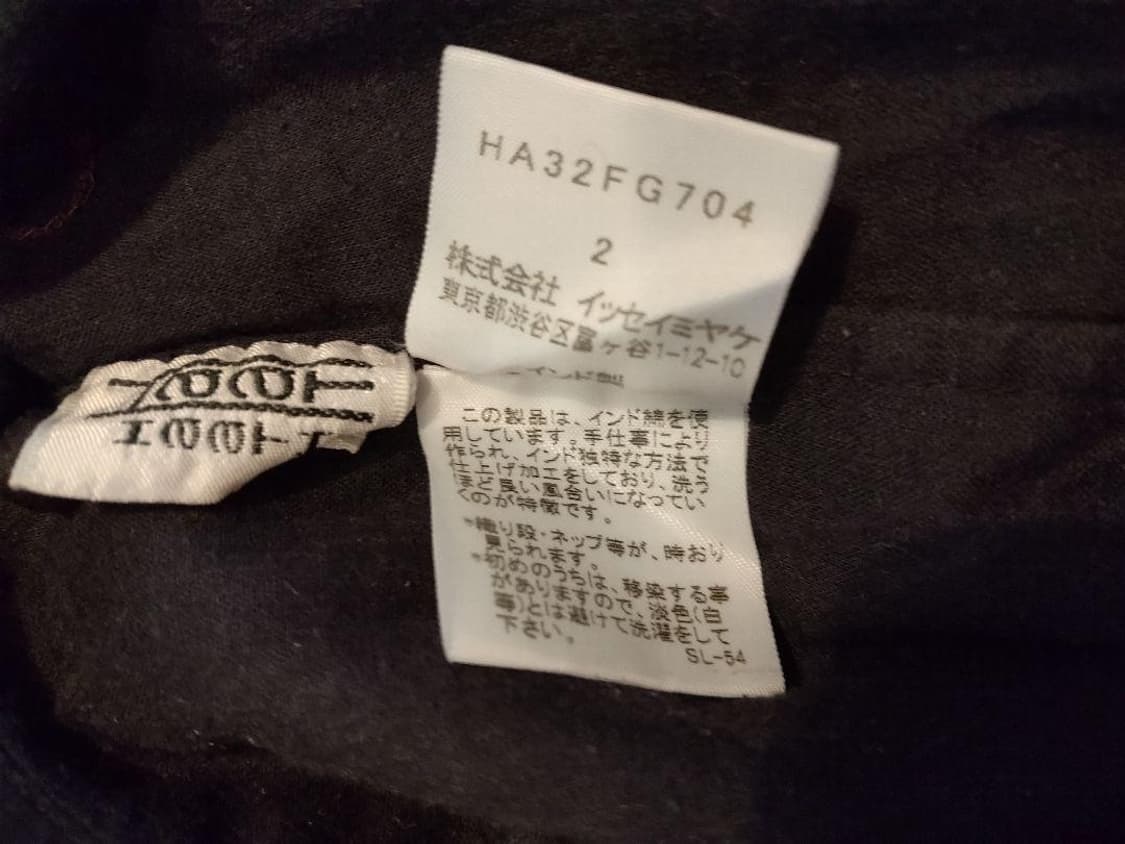 HA32FG704
2
株式会社 イッセイミヤケ
東京都渋谷区富ヶ谷1-12-10
この製品は、インド綿を使
用しています。手仕事により
作られ、インド独特な方法で
仕上げ加工をしており、洗う
ほど良い風合いになってい
くのが特徴です。
*織り段・ネップ等が、時おり
見られます。
*初めのうちは、移染する事
がありますので、淡色(白
等)とは避けて洗濯をして
下さい。
SL-54